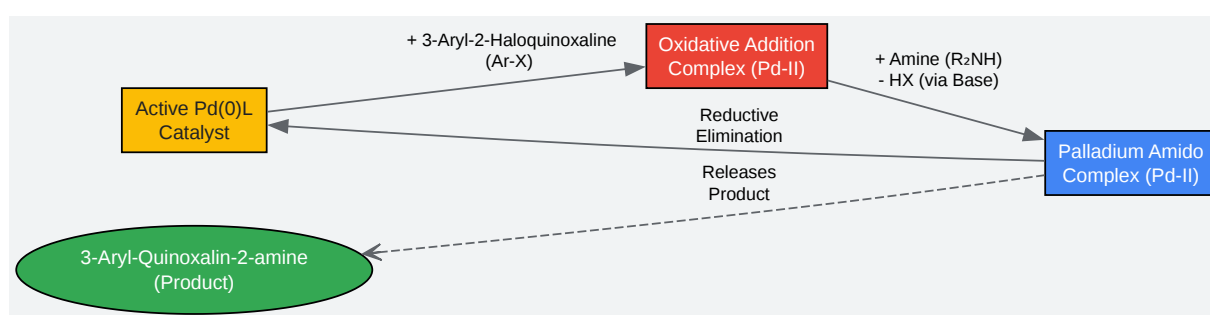 + 3-Aryl-2-Haloquinoxaline
(Ar-X)
Oxidative Addition
Complex (Pd-II)
+ Amine (R₂NH)
- HX (via Base)
Active Pd(0)L
Catalyst
Reductive
Elimination
Palladium Amido
Complex (Pd-II)
Releases
Product
3-Aryl-Quinoxalin-2-amine
(Product)